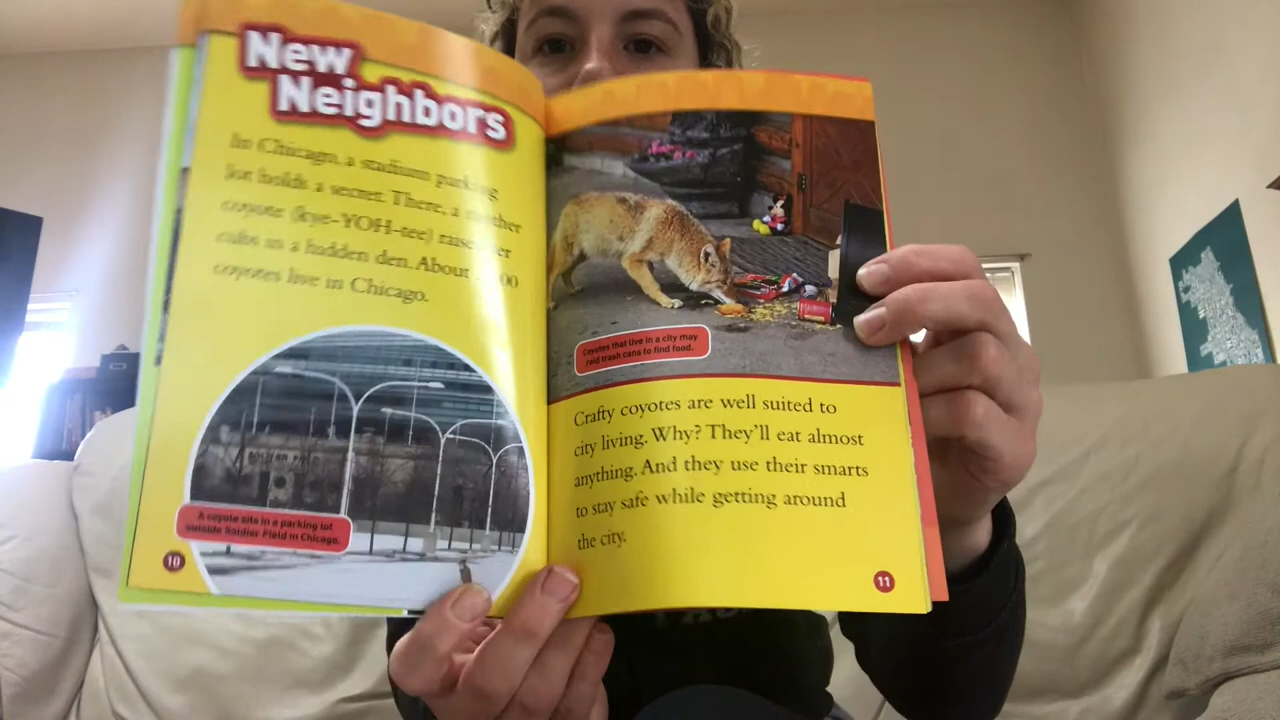 New
Neighbors
In Chicago, a stadium parking
lot holds a secret. There, a mother
coyote (kye-YOH-tee) raises her
cubs in a hidden den. About
coyotes live in Chicago.
SOLDIER FIELD
A coyote sits in a parking lot
outside Soldier Field in Chicago.
10
Coyotes that live in a city may
raid trash cans to find food.
Crafty coyotes are well suited to
city living. Why? They'll eat almost
anything. And they use their smarts
to stay safe while getting around
the city.
11